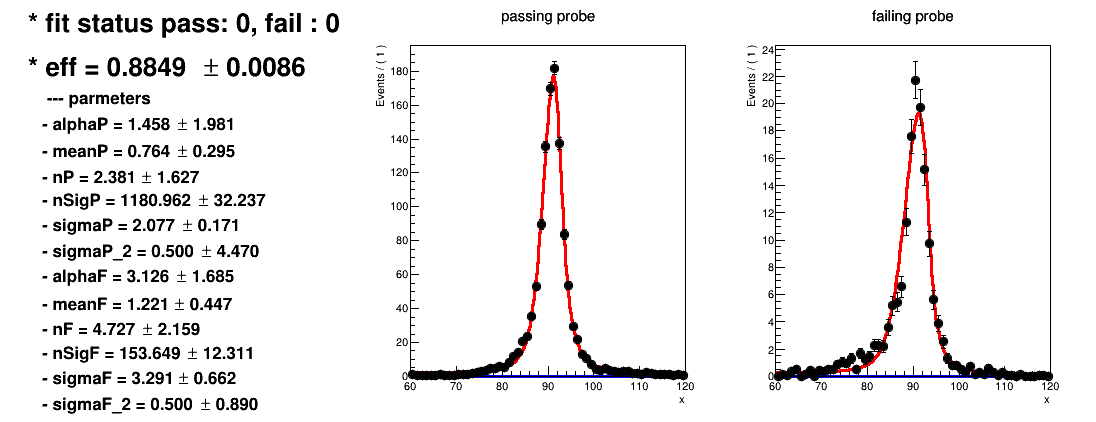 * fit status pass: 0, fail : 0
* eff = 0.8849 ± 0.0086
--- parmeters
- alphaP = 1.458 ± 1.981
- meanP = 0.764 ± 0.295
- nP = 2.381 ± 1.627
- nSigP = 1180.962 ± 32.237
- sigmaP = 2.077 ± 0.171
- sigmaP_2 = 0.500 ± 4.470
- alphaF = 3.126 ± 1.685
- meanF = 1.221 ± 0.447
- nF = 4.727 ± 2.159
- nSigF = 153.649 ± 12.311
- sigmaF = 3.291 ± 0.662
- sigmaF_2 = 0.500 ± 0.890
passing probe
Events / ( 1 )
180
160
140
120
100
80
60
40
20
0
60 70 80 90 100 110 120
x
failing probe
Events / ( 1 )
24
22
20
18
16
14
12
10
8
6
4
2
0
60 70 80 90 100 110 120
x